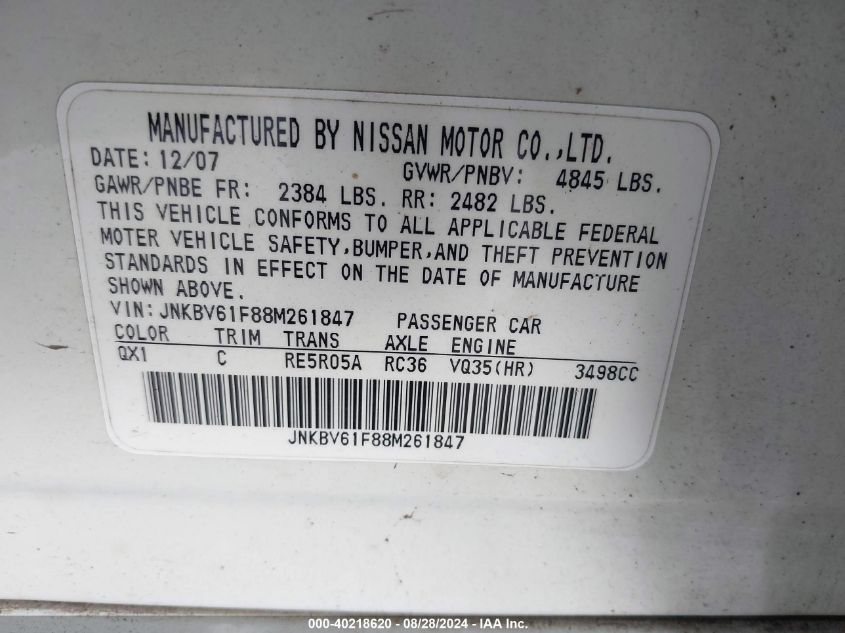 MANUFACTURED BY NISSAN MOTOR CO.,LTD.
DATE: 12/07 GVWR/PNBV: 4845 LBS.
GAWR/PNBE FR: 2384 LBS. RR: 2482 LBS.
THIS VEHICLE CONFORMS TO ALL APPLICABLE FEDERAL
MOTER VEHICLE SAFETY,BUMPER,AND THEFT PREVENTION
STANDARDS IN EFFECT ON THE DATE OF MANUFACTURE
SHOWN ABOVE.
VIN: JNKBV61F88M261847 PASSENGER CAR
COLOR TRIM TRANS AXLE ENGINE
QX1 C RE5R05A RC36 VQ35(HR) 3498CC
JNKBV61F88M261847
000-40218620 - 08/28/2024 - IAA Inc.